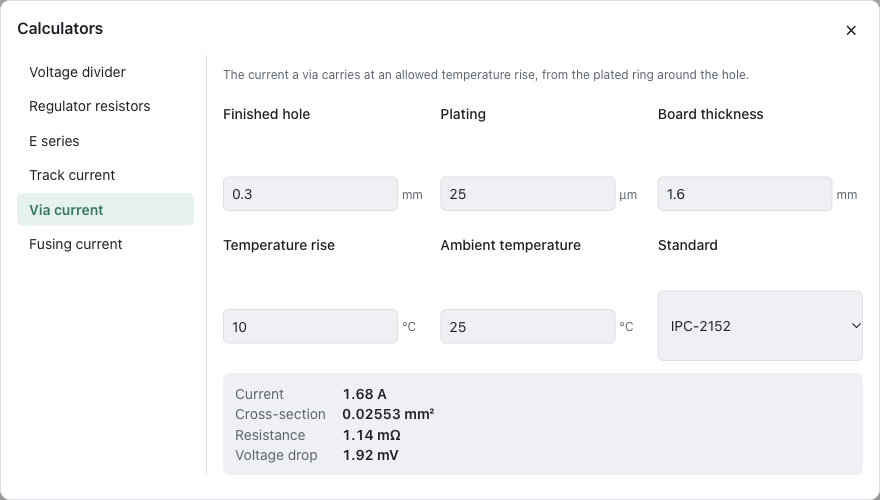 Calculators
Voltage divider
Regulator resistors
E series
Track current
Via current
Fusing current
The current a via carries at an allowed temperature rise, from the plated ring around the hole.
Finished hole
0.3 mm
Plating
25 µm
Board thickness
1.6 mm
Temperature rise
10 °C
Ambient temperature
25 °C
Standard
IPC-2152
Current 1.68 A
Cross-section 0.02553 mm²
Resistance 1.14 mΩ
Voltage drop 1.92 mV